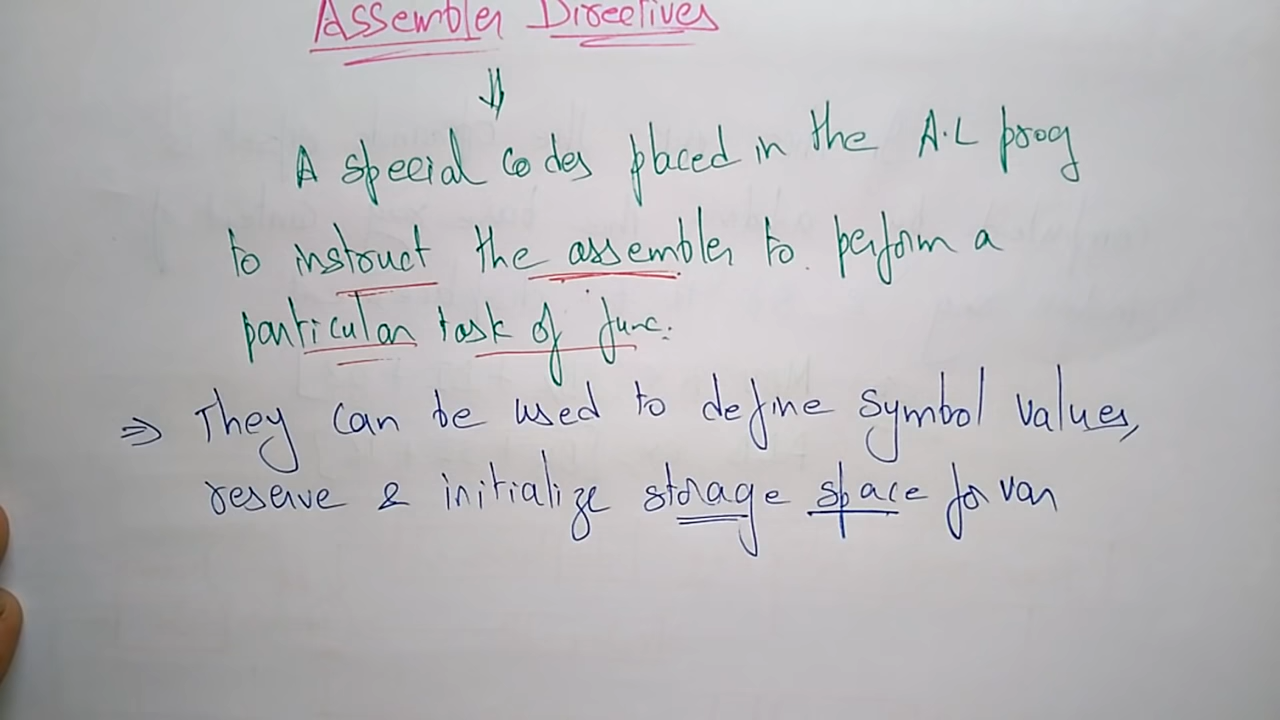 Assembler Directives
A special codes placed in the A.L prog
to instruct the assembler to perform a
particular task of func.
⇒ They can be used to define symbol values,
reserve & initialize storage space for var